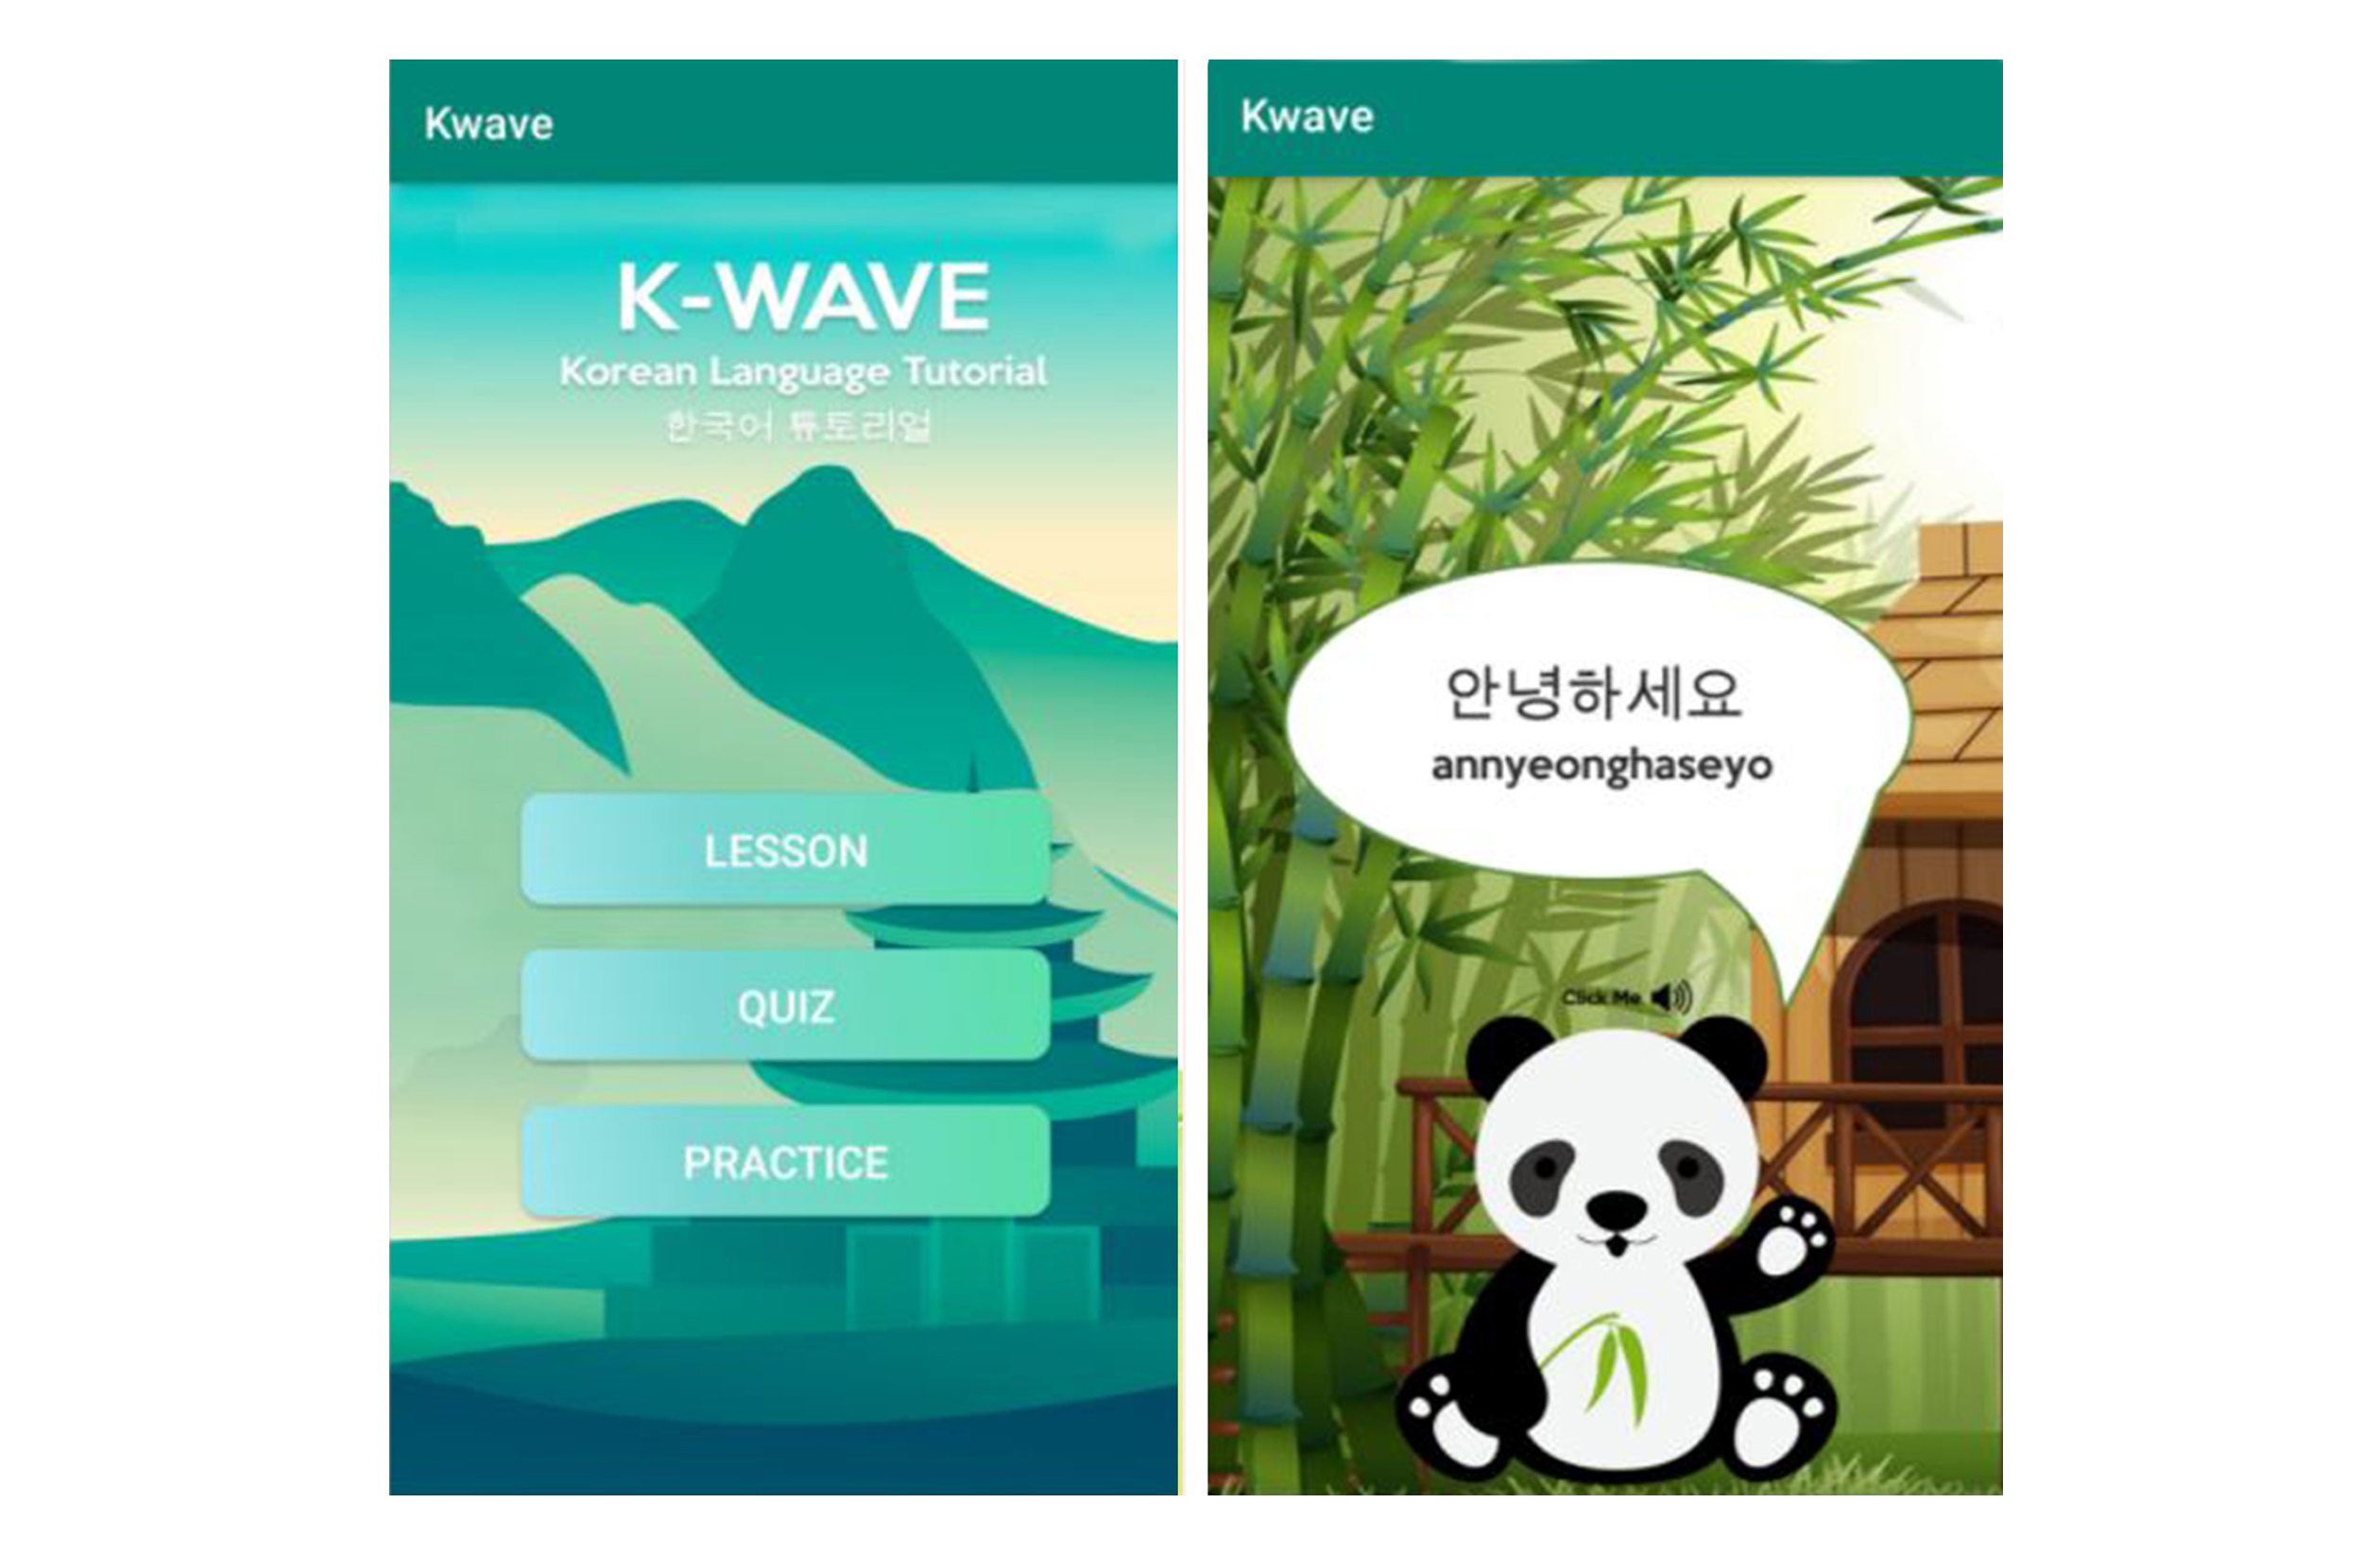 Kwave
K-WAVE
Korean Language Tutorial
한국어 튜토리얼
LESSON
QUIZ
PRACTICE
Kwave
안녕하세요
annyeonghaseyo
Click Me